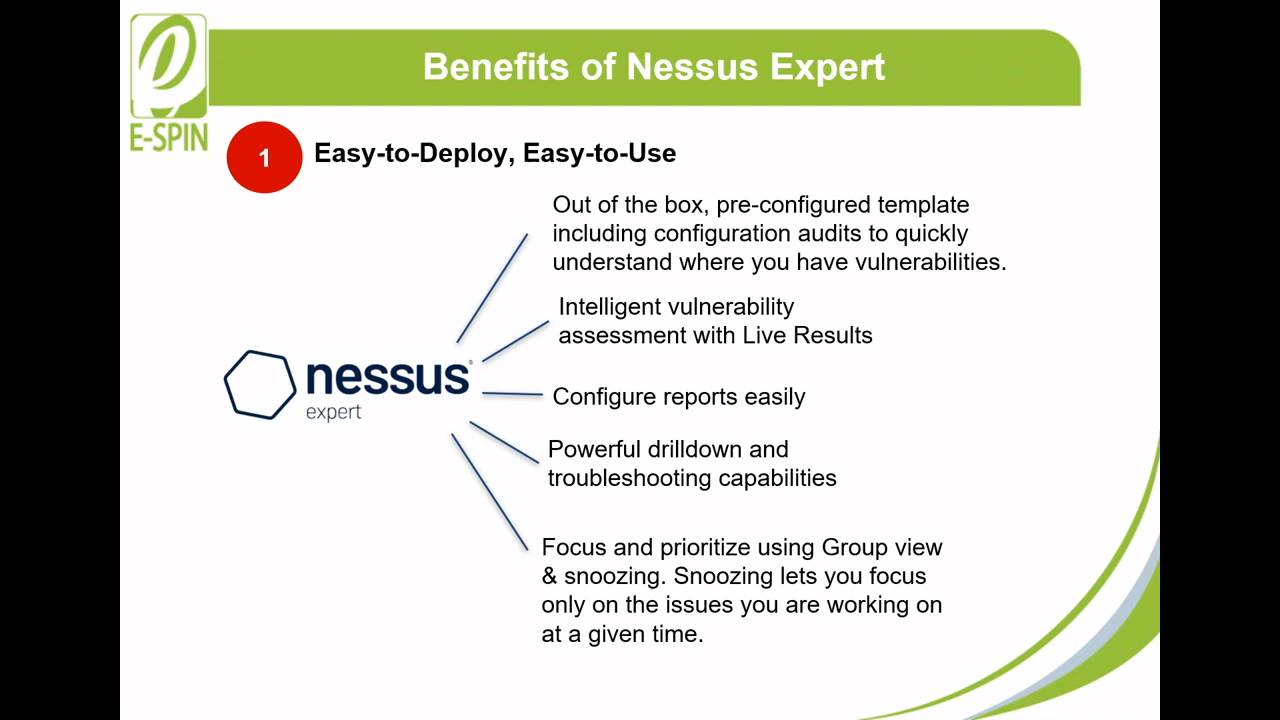 Benefits of Nessus Expert
E-SPIN
1
Easy-to-Deploy, Easy-to-Use
Out of the box, pre-configured template
including configuration audits to quickly
understand where you have vulnerabilities.
Intelligent vulnerability
assessment with Live Results
nessus®
expert
Configure reports easily
Powerful drilldown and
troubleshooting capabilities
Focus and prioritize using Group view
& snoozing. Snoozing lets you focus
only on the issues you are working on
at a given time.